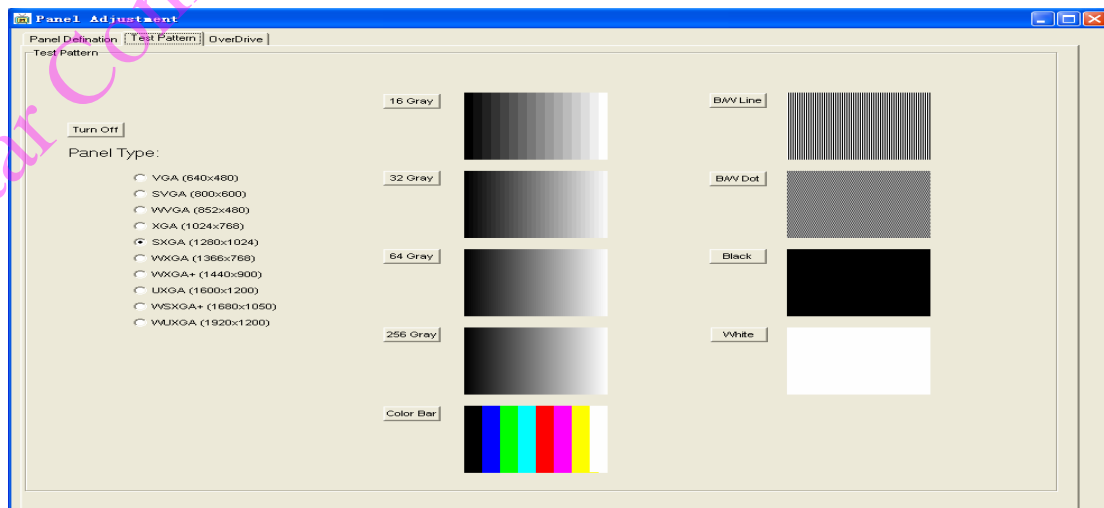 Panel Adjustment
Panel Defination
Test Pattern
OverDrive
Test Pattern
Turn Off
Panel Type:
VGA (640x480)
SVGA (800x600)
WVGA (852x480)
XGA (1024x768)
SXGA (1280x1024)
WXGA (1366x768)
WXGA+ (1440x900)
UXGA (1600x1200)
WSXGA+ (1680x1050)
WUXGA (1920x1200)
16 Gray
32 Gray
64 Gray
256 Gray
Color Bar
B/W Line
B/W Dot
Black
White